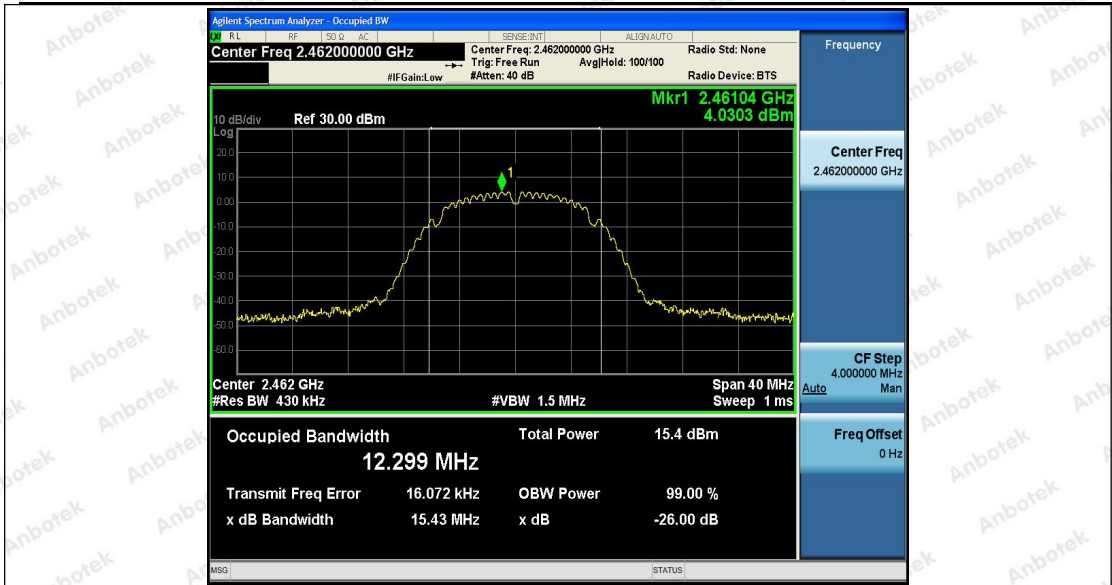 Agilent Spectrum Analyzer - Occupied BW
LXI RL RF 50 Ω AC SENSE:INT ALIGNAUTO
Center Freq 2.462000000 GHz
Center Freq: 2.462000000 GHz Radio Std: None
Trig: Free Run Avg|Hold: 100/100
#IFGain:Low #Atten: 40 dB Radio Device: BTS
Mkr1 2.46104 GHz
4.0303 dBm
10 dB/div Ref 30.00 dBm
Log
20.0
10.0
0.00
-10.0
-20.0
-30.0
-40.0
-50.0
-60.0
1
Center 2.462 GHz Span 40 MHz
#Res BW 430 kHz #VBW 1.5 MHz Sweep 1 ms
Occupied Bandwidth Total Power 15.4 dBm
12.299 MHz
Transmit Freq Error 16.072 kHz OBW Power 99.00 %
x dB Bandwidth 15.43 MHz x dB -26.00 dB
MSG STATUS
Frequency
Center Freq
2.462000000 GHz
CF Step
4.000000 MHz
Auto Man
Freq Offset
0 Hz
Anbotek